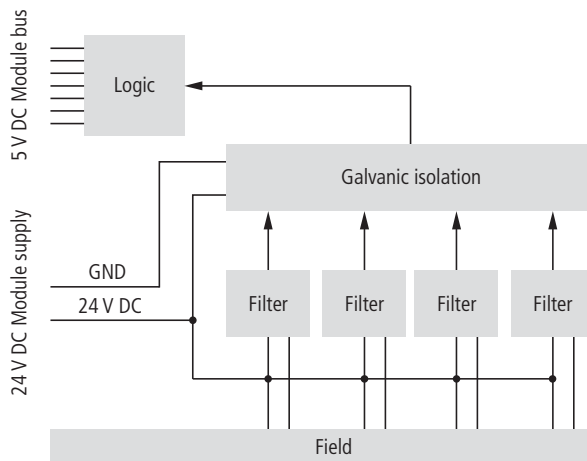 5 V DC Module bus
Logic
Galvanic isolation
24 V DC Module supply
GND
24 V DC
Filter
Filter
Filter
Filter
Field